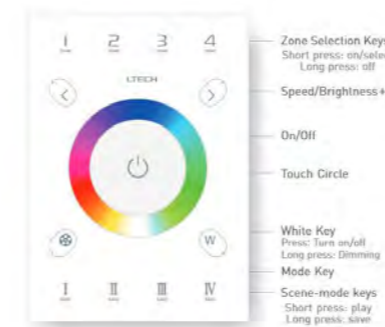 1 2 3 4
LTECH
W
I II III IV
Zone Selection Keys
Short press: on/selec
Long press: off
Speed/Brightness+
On/Off
Touch Circle
White Key
Press: Turn on/off
Long press: Dimming
Mode Key
Scene-mode keys
Short press: play
Long press: save